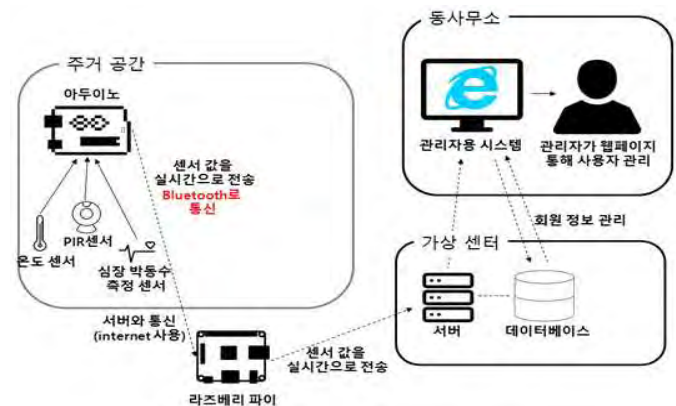 동사무소
관리자용 시스템
관리자가 웹페이지
통해 사용자 관리
주거 공간
아두이노
센서 값을
실시간으로 전송
Bluetooth로
통신
PIR센서
온도 센서
심장 박동수
측정 센서
회원 정보 관리
가상 센터
서버
데이터베이스
서버와 통신
(internet 사용)
센서 값을
실시간으로 전송
라즈베리 파이